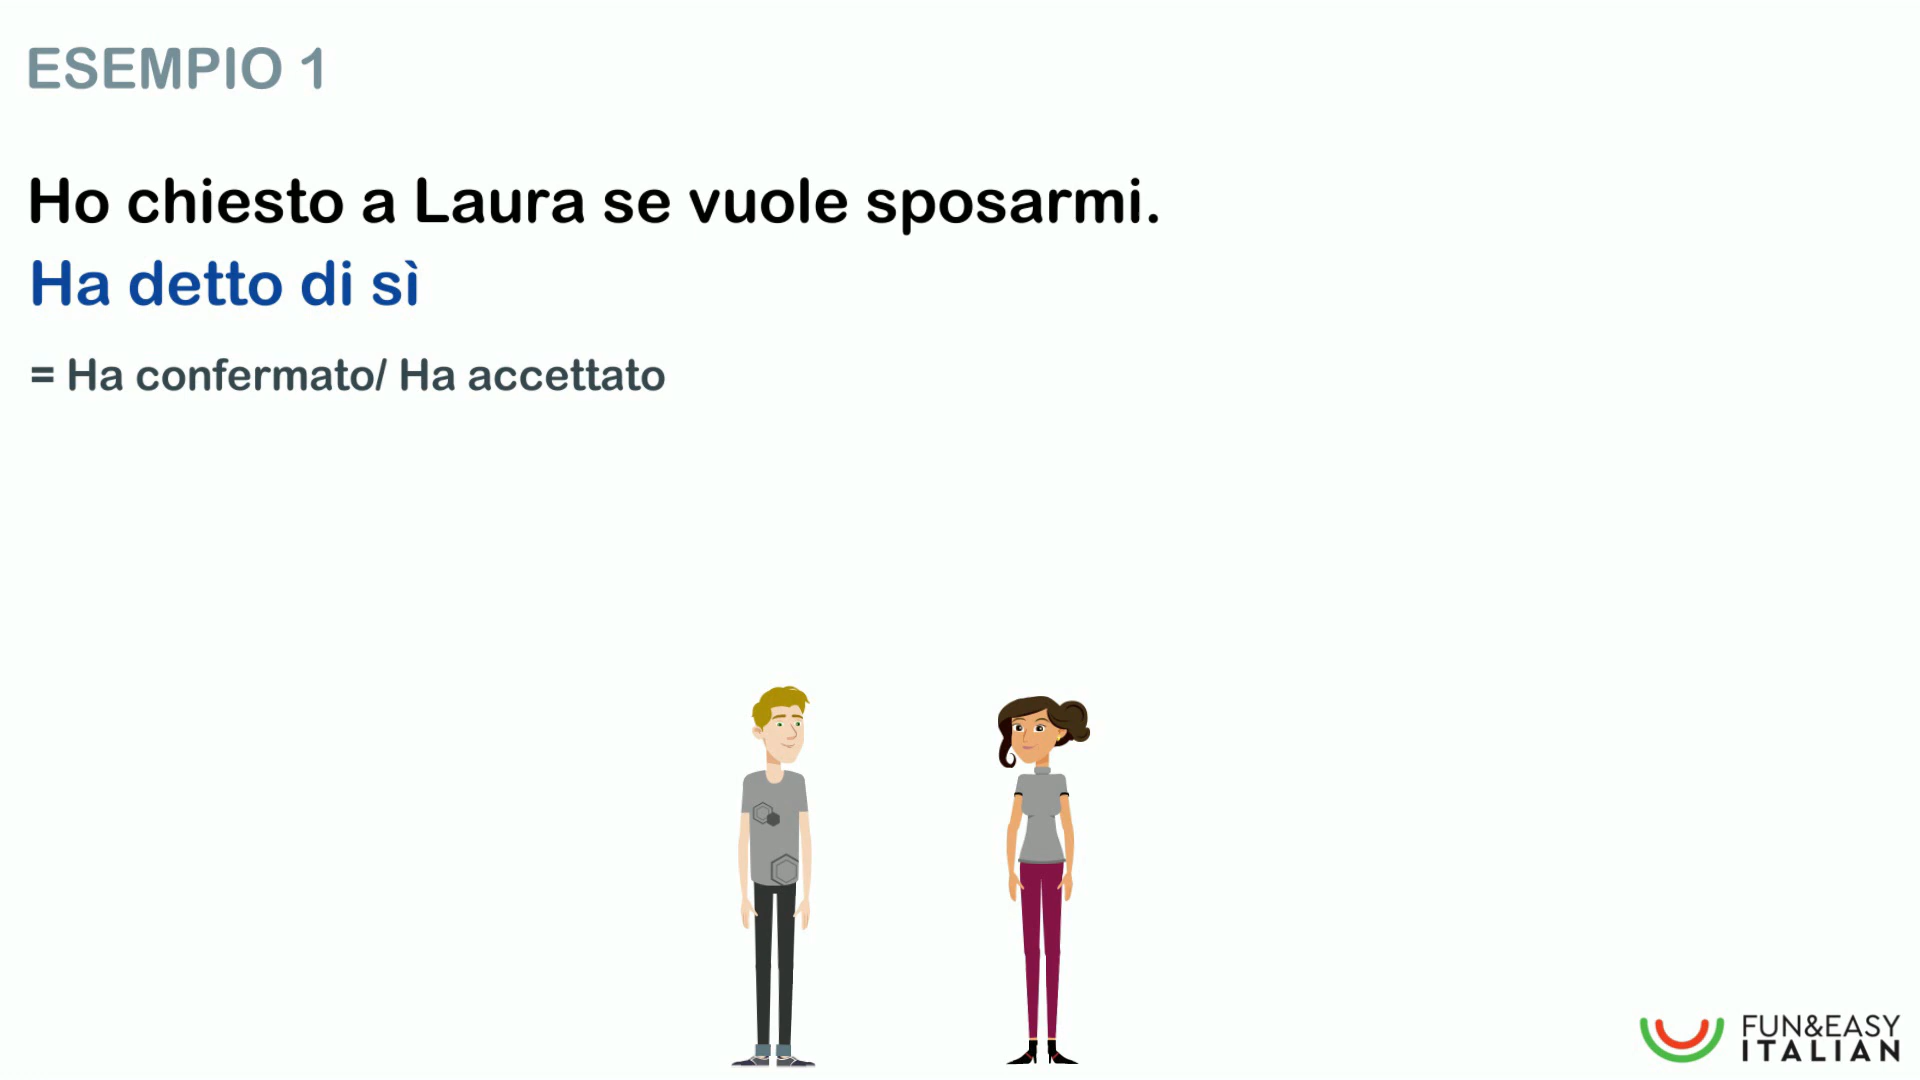 ESEMPIO 1
Ho chiesto a Laura se vuole sposarmi.
Ha detto di sì
= Ha confermato/ Ha accettato
FUN&EASY
ITALIAN